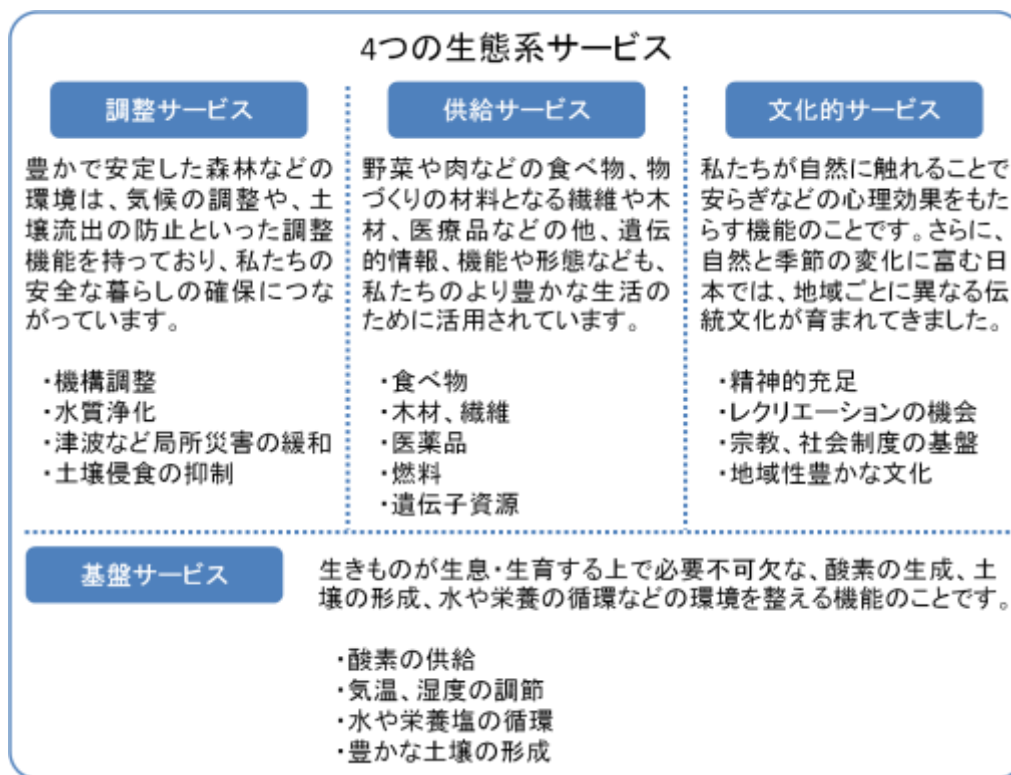 4つの生態系サービス
調整サービス
豊かで安定した森林などの
環境は、気候の調整や、土
壌流出の防止といった調整
機能を持っており、私たちの
安全な暮らしの確保につな
がっています。
・機構調整
・水質浄化
・津波など局所災害の緩和
・土壌侵食の抑制
供給サービス
野菜や肉などの食べ物、物
づくりの材料となる繊維や木
材、医療品などの他、遺伝
的情報、機能や形態なども、
私たちのより豊かな生活の
ために活用されています。
・食べ物
・木材、繊維
・医薬品
・燃料
・遺伝子資源
文化的サービス
私たちが自然に触れることで
安らぎなどの心理効果をもた
らす機能のことです。さらに、
自然と季節の変化に富む日
本では、地域ごとに異なる伝
統文化が育まれてきました。
・精神的充足
・レクリエーションの機会
・宗教、社会制度の基盤
・地域性豊かな文化
基盤サービス
生きものが生息・生育する上で必要不可欠な、酸素の生成、土
壌の形成、水や栄養の循環などの環境を整える機能のことです。
・酸素の供給
・気温、湿度の調節
・水や栄養塩の循環
・豊かな土壌の形成